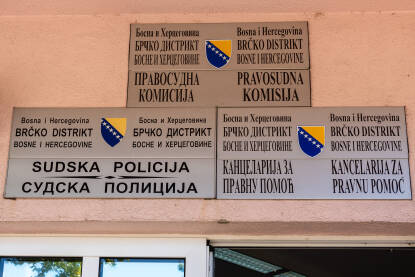 Босна и Херцеговина
БРЧКО ДИСТРИКТ
БОСНЕ И ХЕРЦЕГОВИНЕ
Bosna i Hercegovina
BRČKO DISTRIKT
BOSNE I HERCEGOVINE
ПРАВОСУДНА
КОМИСИЈА
PRAVOSUDNA
KOMISIJA
Bosna i Hercegovina
BRČKO DISTRIKT
BOSNE I HERCEGOVINE
Босна и Херцеговина
БРЧКО ДИСТРИКТ
БОСНЕ И ХЕРЦЕГОВИНЕ
SUDSKA POLICIJA
СУДСКА ПОЛИЦИЈА
Босна и Херцеговина
БРЧКО ДИСТРИКТ
БОСНЕ И ХЕРЦЕГОВИНЕ
Bosna i Hercegovina
BRČKO DISTRIKT
BOSNE I HERCEGOVINE
КАНЦЕЛАРИЈА ЗА
ПРАВНУ ПОМОЋ
KANCELARIJA ZA
PRAVNU POMOĆ